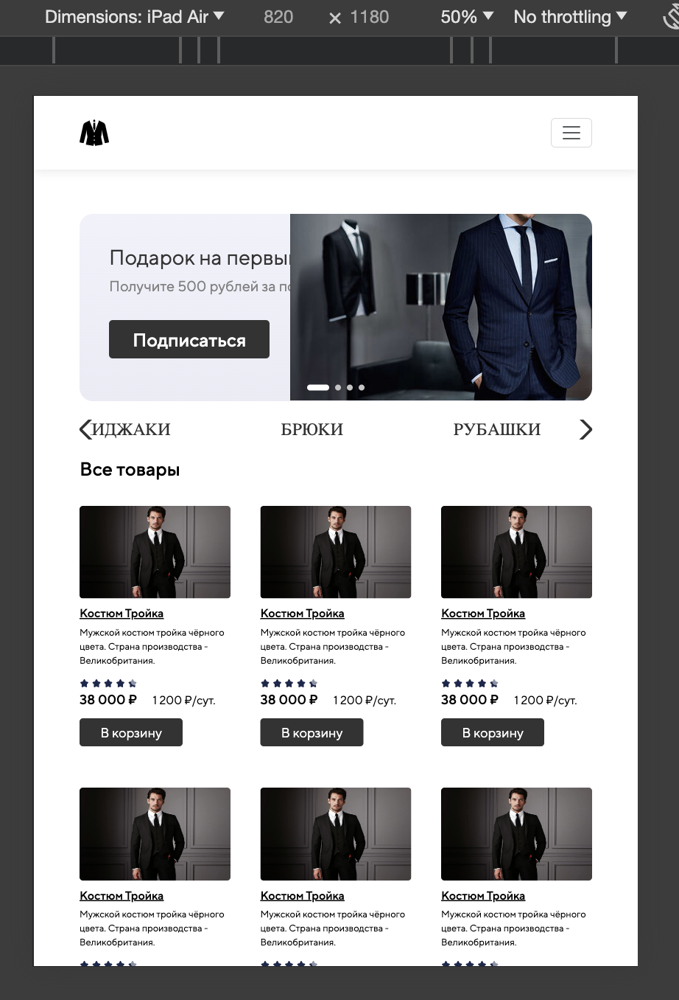 Dimensions: iPad Air 820 × 1180 50% No throttling
Подарок на первы
Получите 500 рублей за по
Подписаться
ИДЖАКИ БРЮКИ РУБАШКИ
Все товары
Костюм Тройка Костюм Тройка Костюм Тройка
Мужской костюм тройка чёрного Мужской костюм тройка чёрного Мужской костюм тройка чёрного
цвета. Страна производства - цвета. Страна производства - цвета. Страна производства -
Великобритания. Великобритания. Великобритания.
38 000 ₽ 1 200 ₽/сут. 38 000 ₽ 1 200 ₽/сут. 38 000 ₽ 1 200 ₽/сут.
В корзину В корзину В корзину
Костюм Тройка Костюм Тройка Костюм Тройка
Мужской костюм тройка чёрного Мужской костюм тройка чёрного Мужской костюм тройка чёрного
цвета. Страна производства - цвета. Страна производства - цвета. Страна производства -
Великобритания. Великобритания. Великобритания.